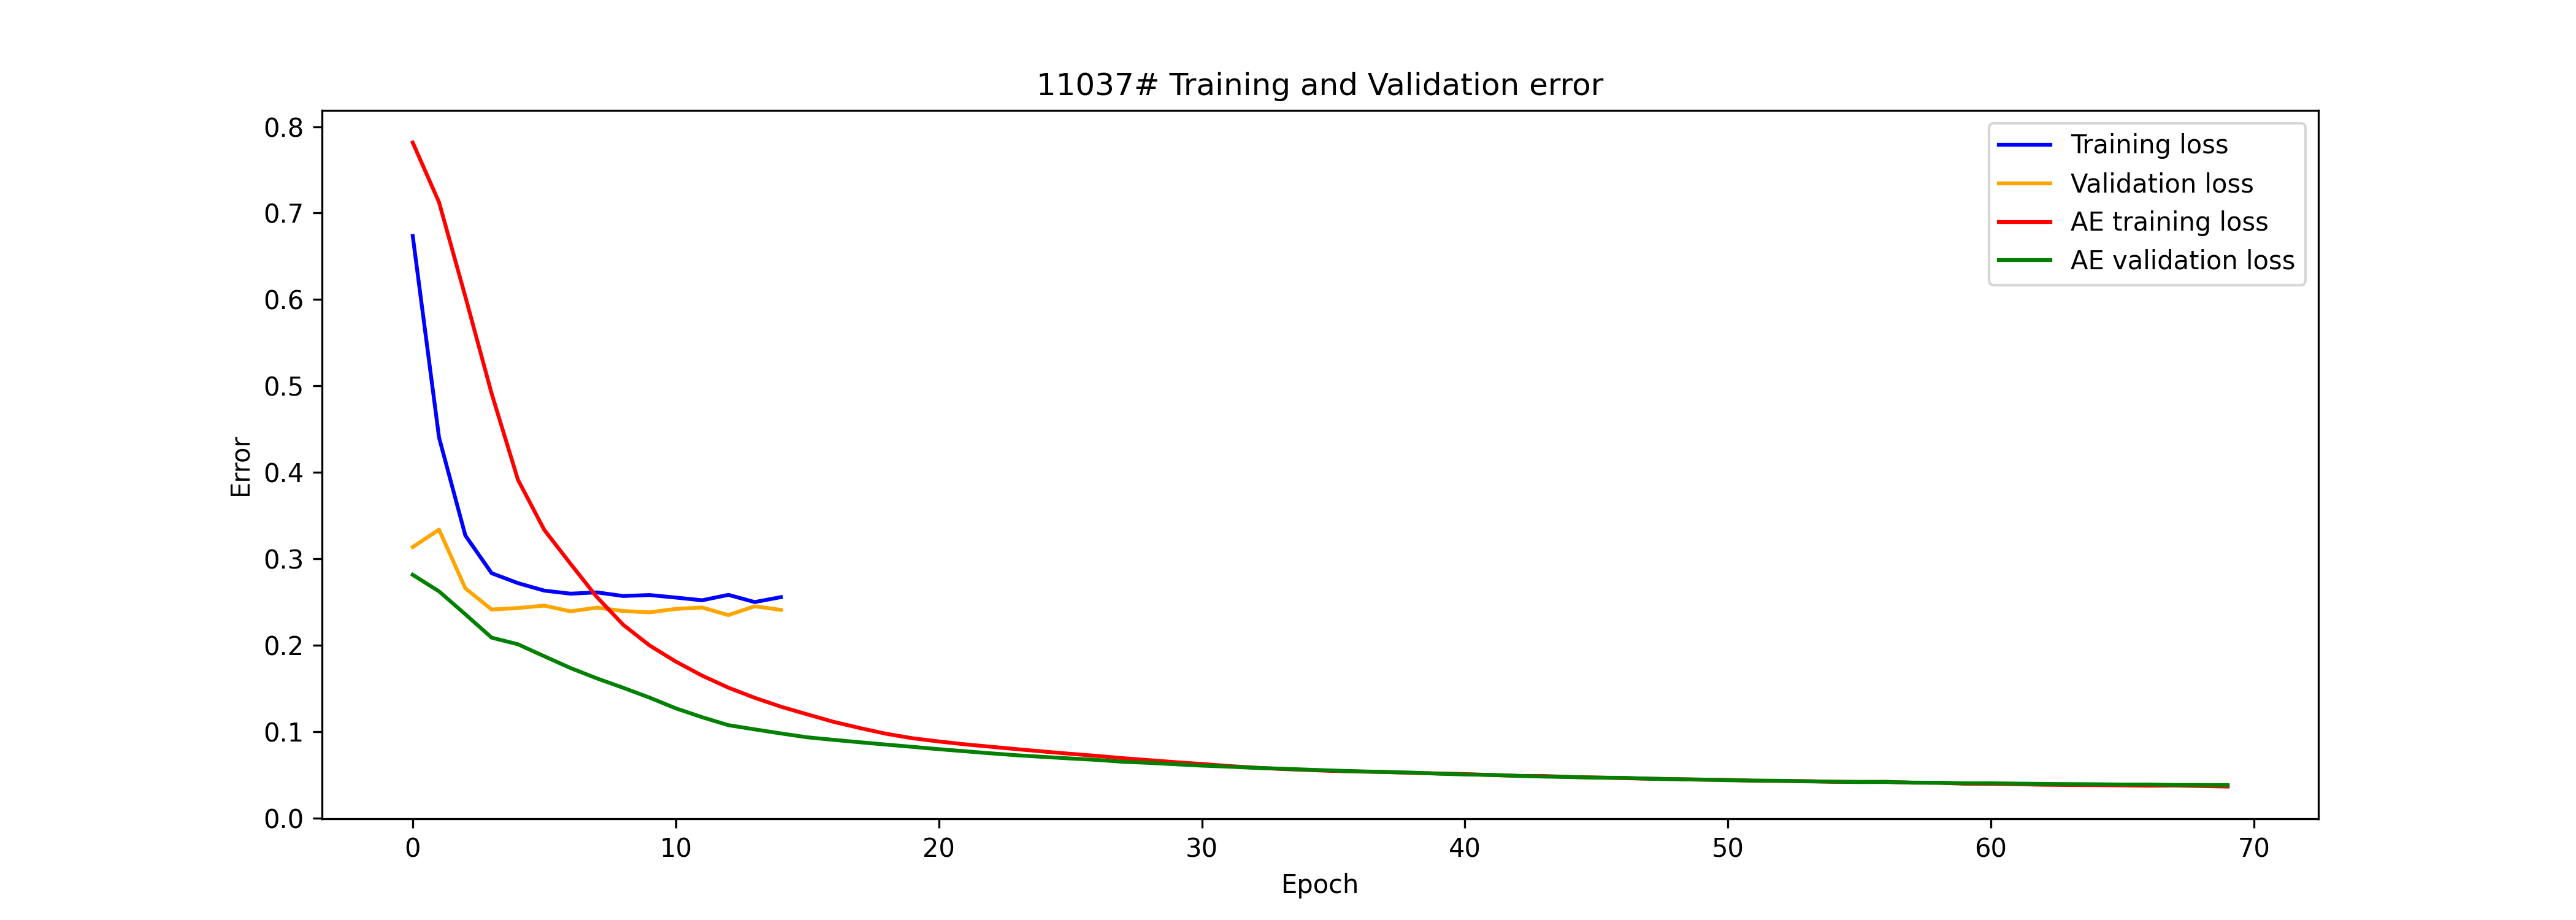 11037# Training and Validation error
Training loss
Validation loss
AE training loss
AE validation loss
Error
0.8
0.7
0.6
0.5
0.4
0.3
0.2
0.1
0.0
0 10 20 30 40 50 60 70
Epoch